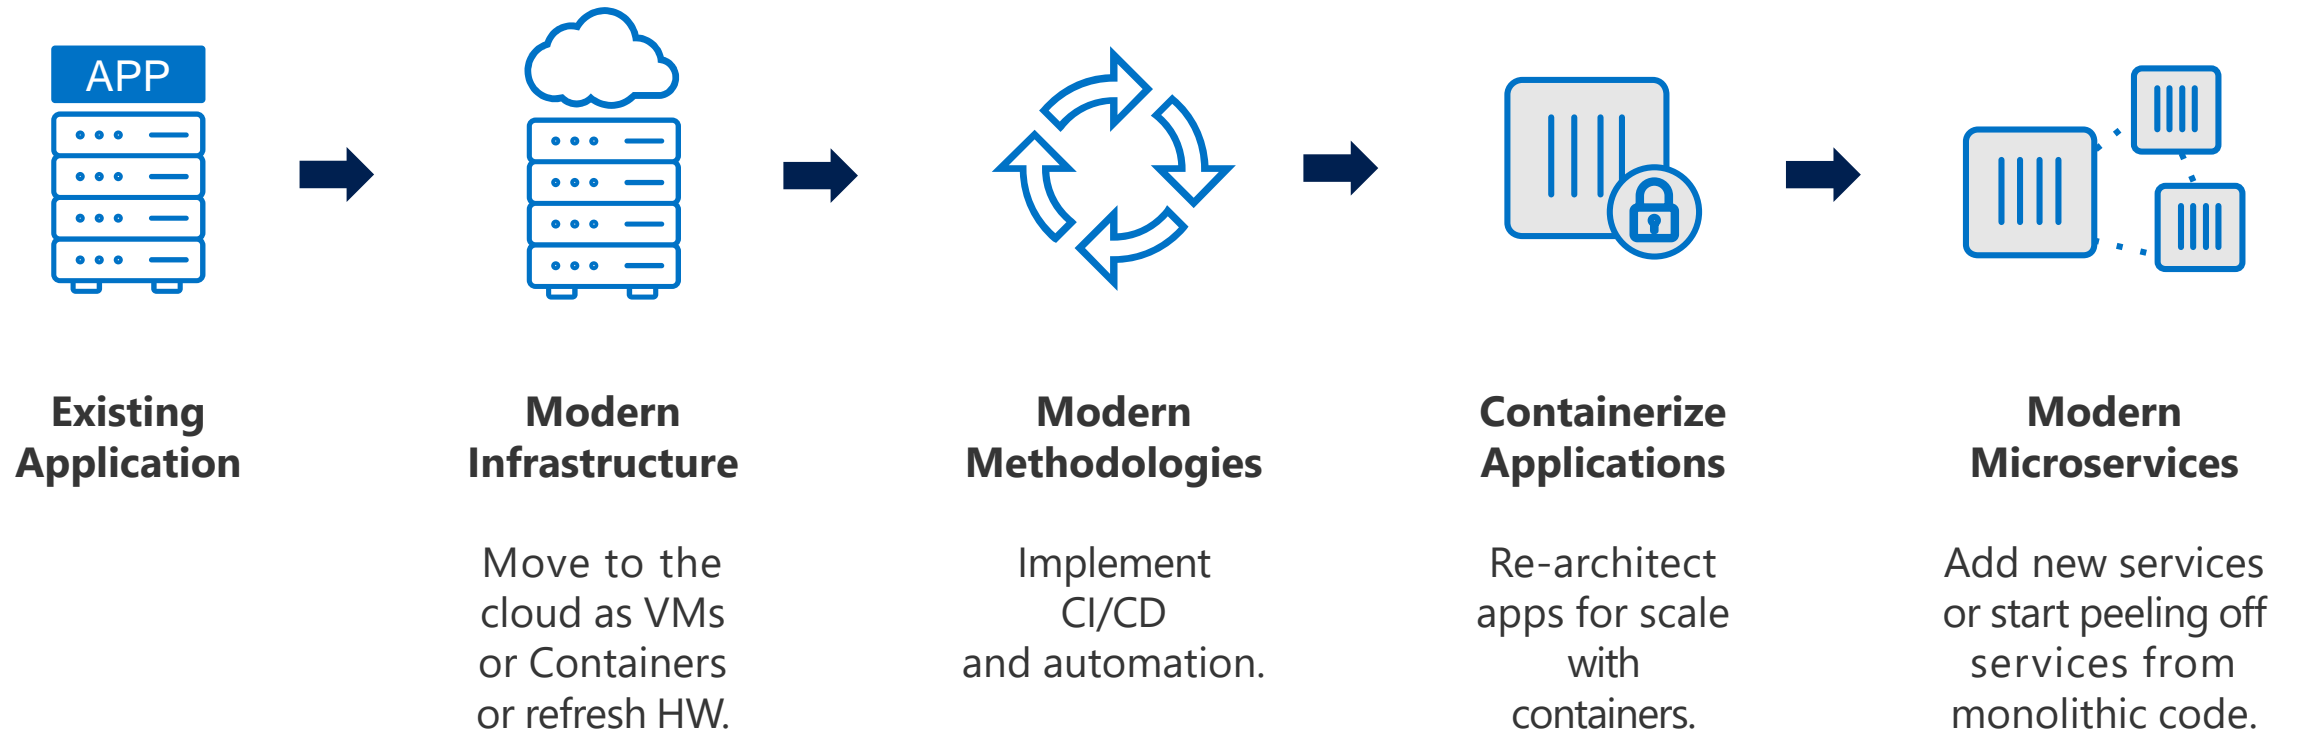 APP
Existing
Application
Modern
Infrastructure
Move to the
cloud as VMs
or Containers
or refresh HW.
Modern
Methodologies
Implement
CI/CD
and automation.
Containerize
Applications
Re-architect
apps for scale
with
containers.
Modern
Microservices
Add new services
or start peeling off
services from
monolithic code.